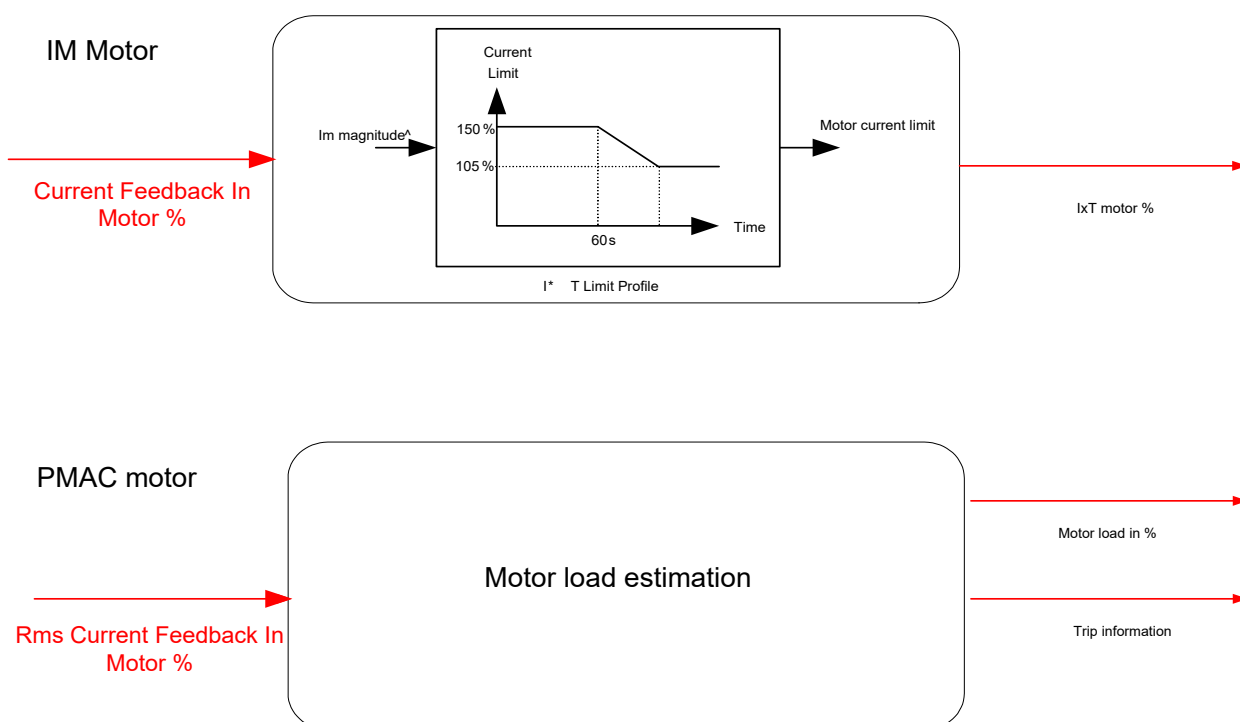 IM Motor
Current Feedback In
Motor %
Current
Limit
Im magnitude^
150 %
105 %
60s
Time
Motor current limit
I* T Limit Profile
IxT motor %
PMAC motor
Rms Current Feedback In
Motor %
Motor load estimation
Motor load in %
Trip information